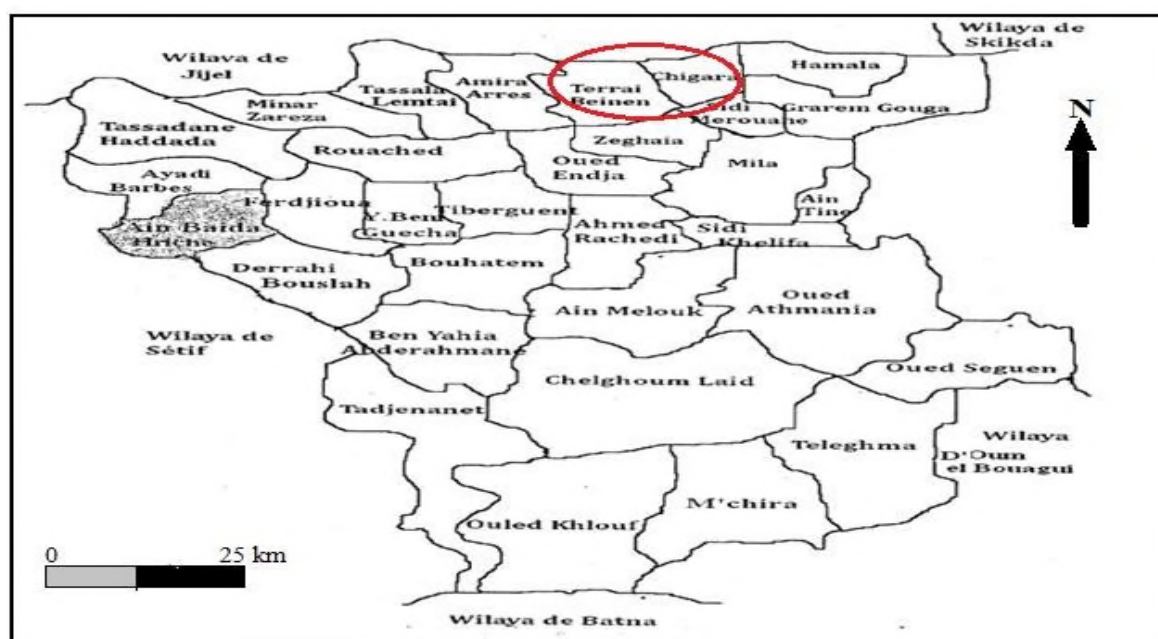 Wilaya de
Skikda
Wilava de
Jijel
Hamala
Chigara
Amira
Arres
Terrai
Beinen
Tassala
Lemtai
Minar
Zareza
Grarem Gouga
Sidi
Merouane
N
Tassadane
Haddada
Zeghaia
Rouached
Oued
Endja
Mila
Ayadi
Barbes
Ain
Tine
Ferdjioua
Y.Ben
Guecha
Tiberguent
Ahmed
Rachedi
Sidi
Khelifa
Ain Baida
Hriche
Derrahi
Bouslah
Bouhatem
Oued
Athmania
Ain Melouk
Wilaya de
Sétif
Ben Yahia
Abderahmane
Oued Seguen
Chelghoum Laid
Tadjenanet
Teleghma
Wilaya
D'Oum
el Bouagui
M'chira
Ouled Khlouf
0 25 km
Wilaya de Batna